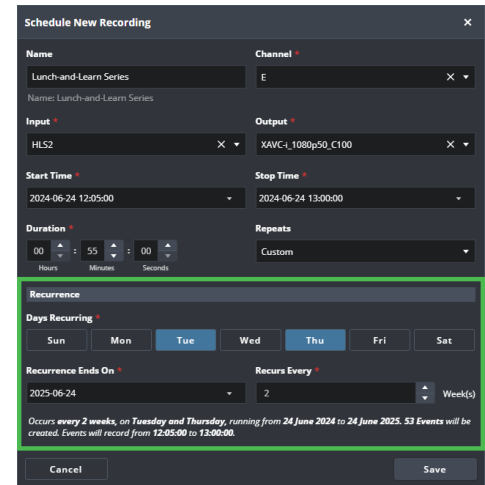 Schedule New Recording ×
Name Channel *
Lunch-and-Learn Series E
Name: Lunch-and-Learn Series
Input * Output *
HLS2 XAVC-i_1080p50_C100
Start Time * Stop Time *
2024-06-24 12:05:00 2024-06-24 13:00:00
Duration * Repeats
00 : 55 : 00 Custom
Hours Minutes Seconds
Recurrence
Days Recurring *
Sun Mon Tue Wed Thu Fri Sat
Recurrence Ends On * Recurs Every *
2025-06-24 2 Week(s)
Occurs every 2 weeks, on Tuesday and Thursday, running from 24 June 2024 to 24 June 2025. 53 Events will be
created. Events will record from 12:05:00 to 13:00:00.
Cancel Save